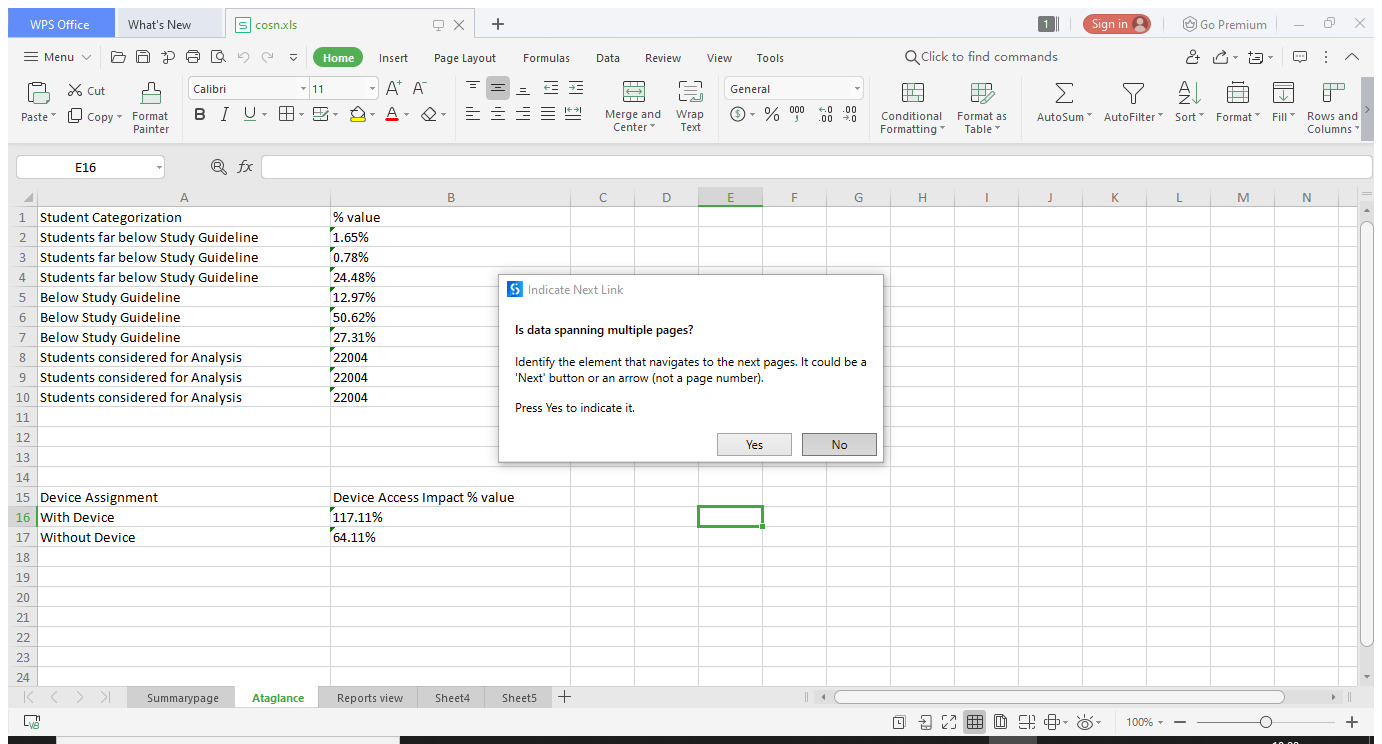 WPS Office What's New cosn.xls 1 Sign in Go Premium
Menu Home Insert Page Layout Formulas Data Review View Tools Click to find commands
Paste Cut Copy Format Painter
Calibri 11 A+ A-
B I U A
Merge and Center Wrap Text
General
% 000 .00 .00
Conditional Formatting Format as Table AutoSum AutoFilter Sort Format Fill Rows and Columns
E16 fx
A B C D E F G H I J K L M N
1 Student Categorization % value
2 Students far below Study Guideline 1.65%
3 Students far below Study Guideline 0.78%
4 Students far below Study Guideline 24.48%
5 Below Study Guideline 12.97%
6 Below Study Guideline 50.62%
7 Below Study Guideline 27.31%
8 Students considered for Analysis 22004
9 Students considered for Analysis 22004
10 Students considered for Analysis 22004
11
12
13
14
15 Device Assignment Device Access Impact % value
16 With Device 117.11%
17 Without Device 64.11%
18
19
20
21
22
23
24
Indicate Next Link
Is data spanning multiple pages?
Identify the element that navigates to the next pages. It could be a
'Next' button or an arrow (not a page number).
Press Yes to indicate it.
Yes No
Summarypage Ataglance Reports view Sheet4 Sheet5
100%